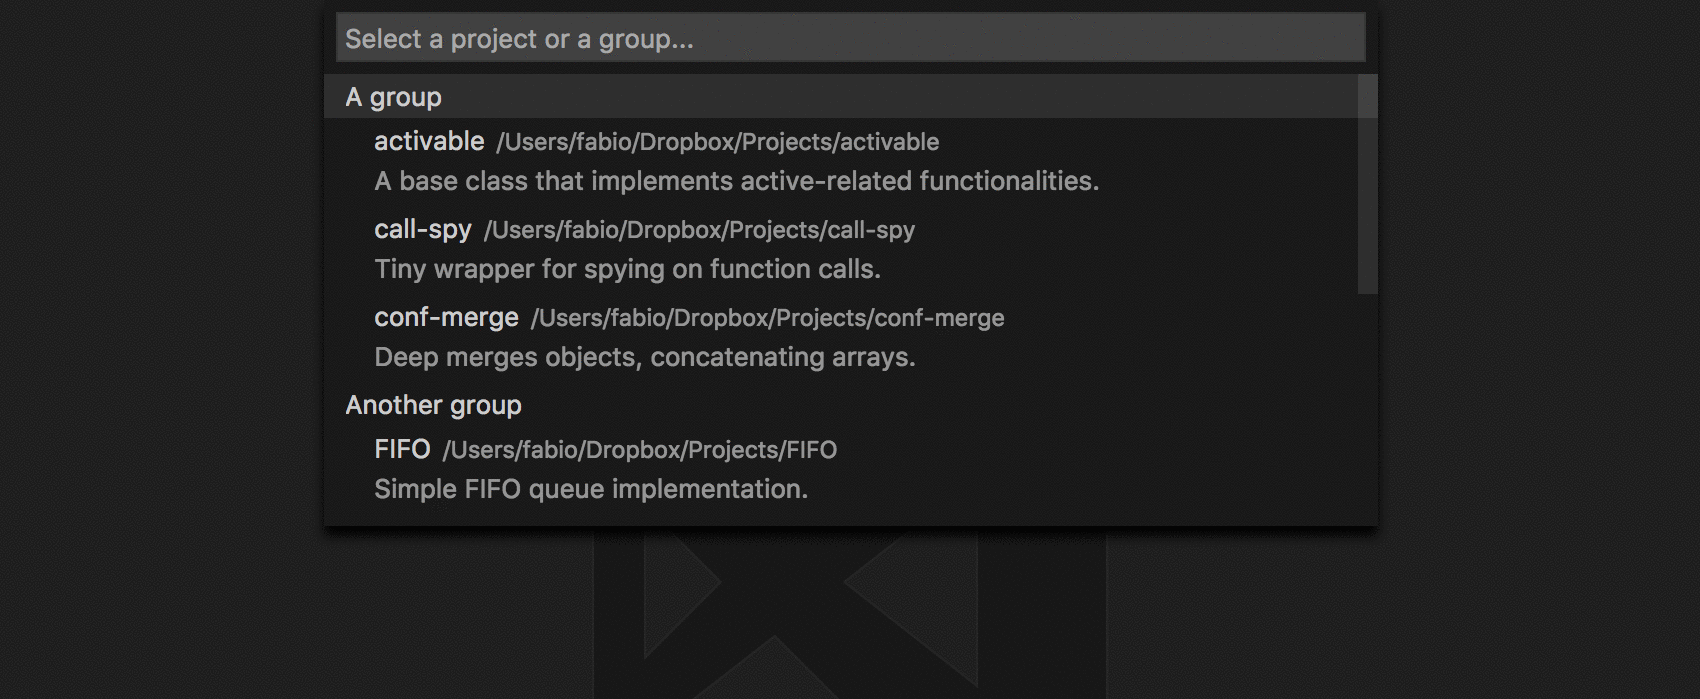 Select a project or a group...
A group
activable /Users/fabio/Dropbox/Projects/activable
A base class that implements active-related functionalities.
call-spy /Users/fabio/Dropbox/Projects/call-spy
Tiny wrapper for spying on function calls.
conf-merge /Users/fabio/Dropbox/Projects/conf-merge
Deep merges objects, concatenating arrays.
Another group
FIFO /Users/fabio/Dropbox/Projects/FIFO
Simple FIFO queue implementation.